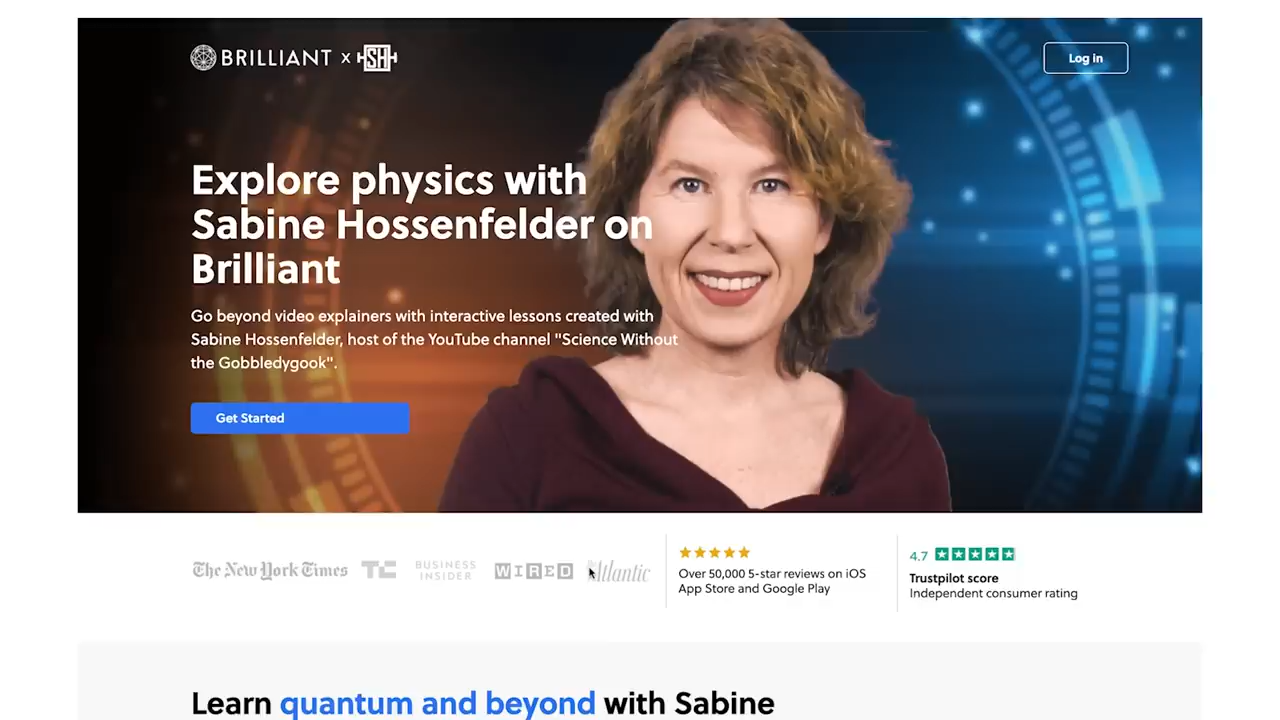 BRILLIANT x SH
Log in
Explore physics with
Sabine Hossenfelder on
Brilliant
Go beyond video explainers with interactive lessons created with
Sabine Hossenfelder, host of the YouTube channel "Science Without
the Gobbledygook".
Get Started
The New York Times
TC
BUSINESS
INSIDER
WIRED
Atlantic
Over 50,000 5-star reviews on iOS
App Store and Google Play
4.7
Trustpilot score
Independent consumer rating
Learn quantum and beyond with Sabine